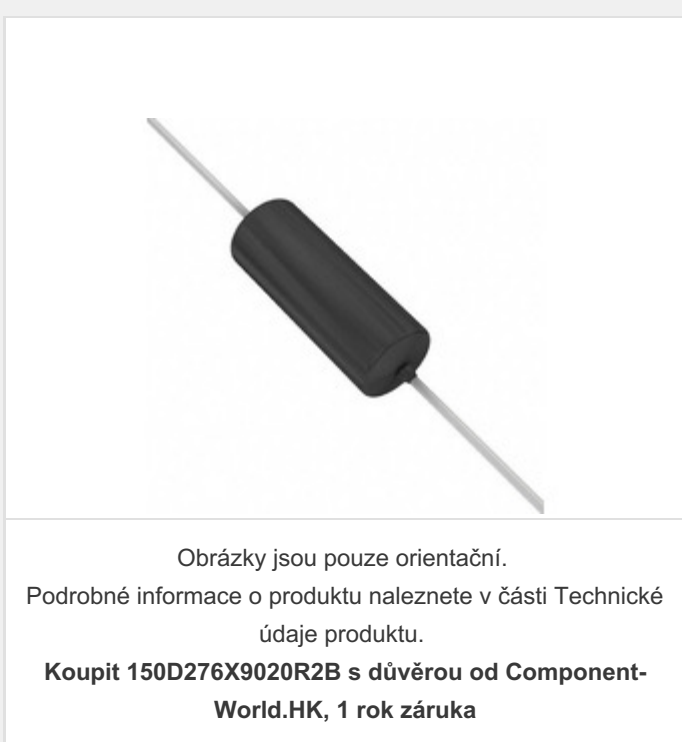 Obrázky jsou pouze orientační.
Podrobné informace o produktu naleznete v části Technické
údaje produktu.
Koupit 150D276X9020R2B s důvěrou od Component-
World.HK, 1 rok záruka